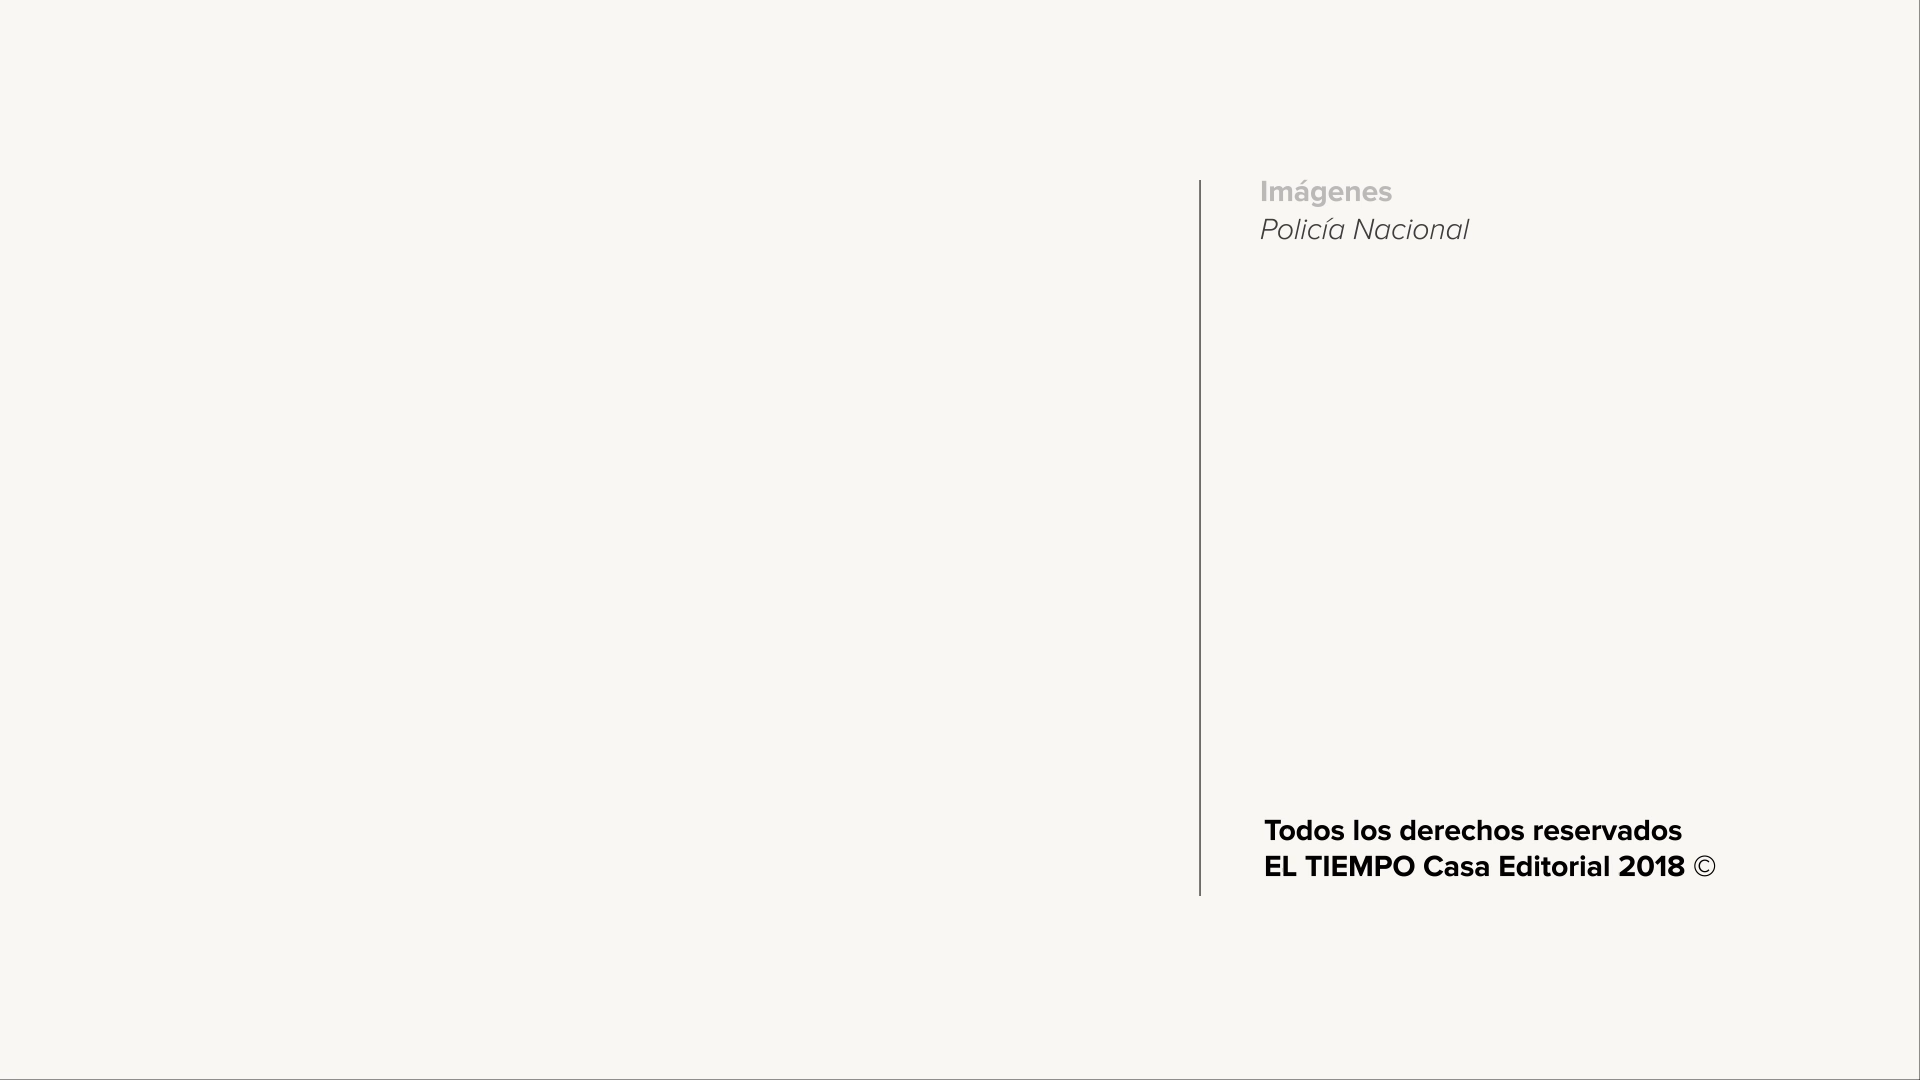 Imágenes
Policía Nacional
Todos los derechos reservados
EL TIEMPO Casa Editorial 2018 ©